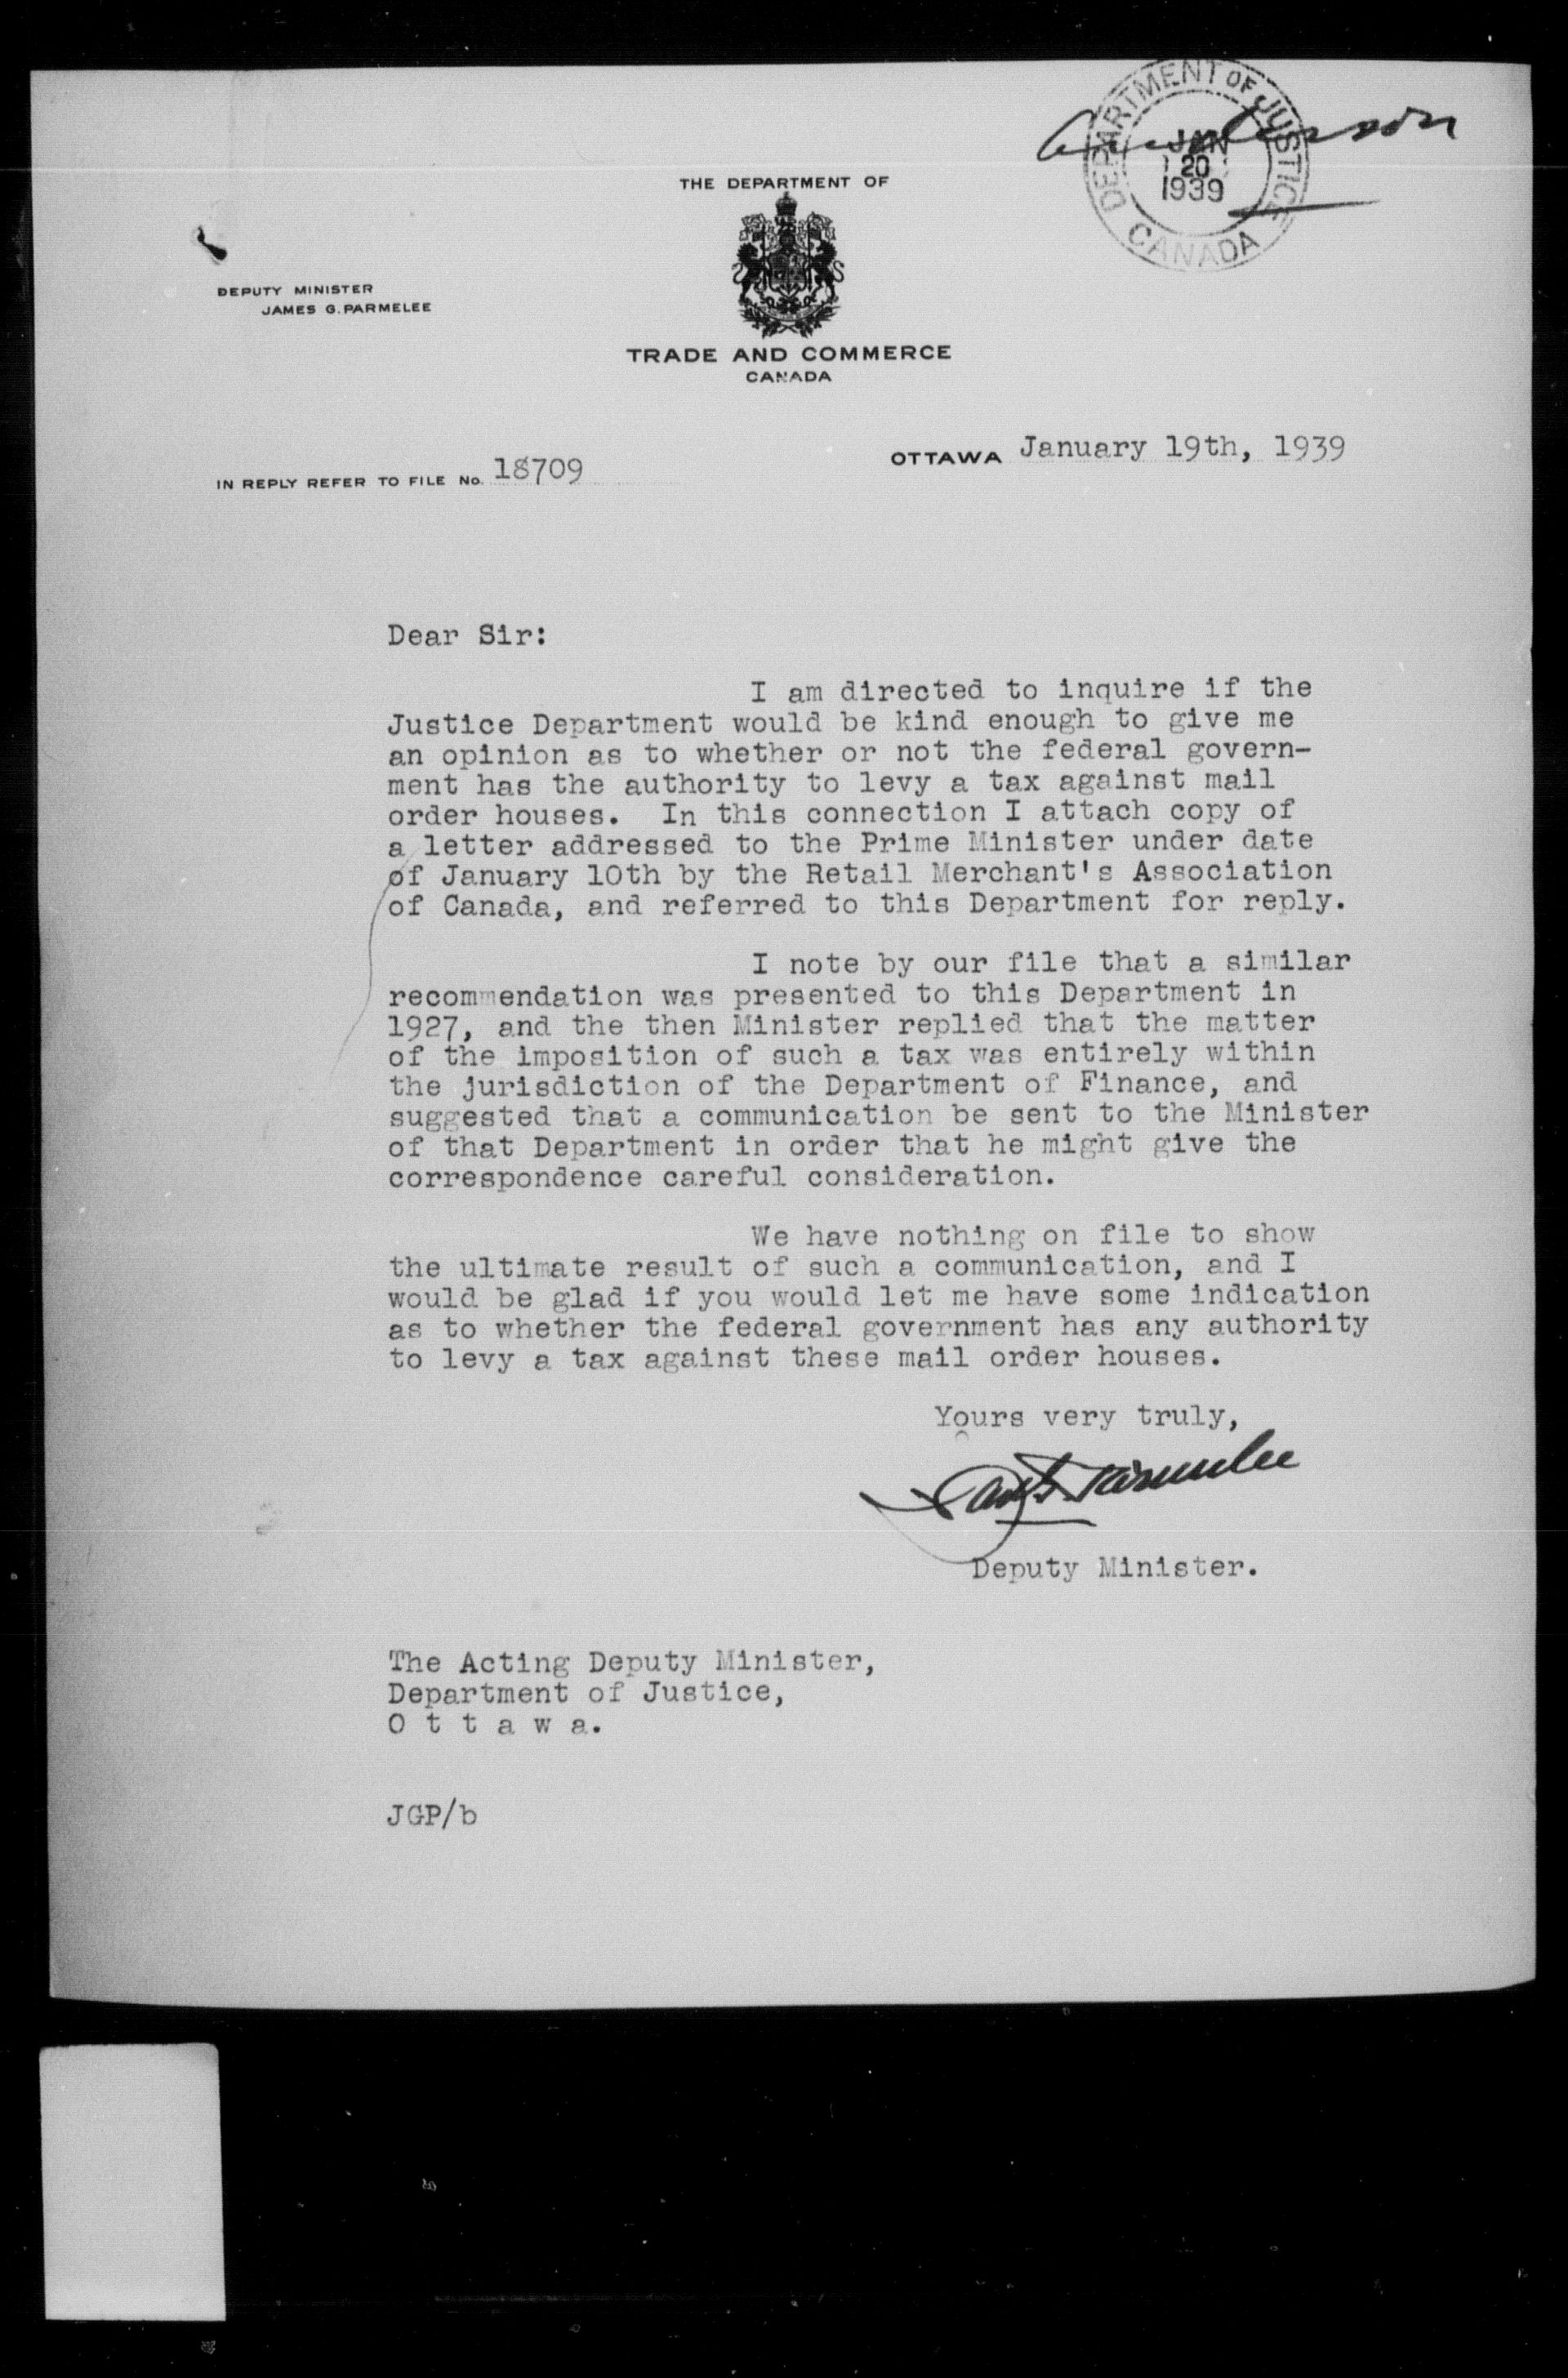 DEPARTMENT OF JUSTICE
JAN
20
1939
CANADA
THE DEPARTMENT OF
DEPUTY MINISTER
JAMES G. PARMELEE
TRADE AND COMMERCE
CANADA
OTTAWA January 19th, 1939
IN REPLY REFER TO FILE No. 18709
Dear Sir:
I am directed to inquire if the
Justice Department would be kind enough to give me
an opinion as to whether or not the federal govern-
ment has the authority to levy a tax against mail
order houses. In this connection I attach copy of
a letter addressed to the Prime Minister under date
of January 10th by the Retail Merchant's Association
of Canada, and referred to this Department for reply.
I note by our file that a similar
recommendation was presented to this Department in
1927, and the then Minister replied that the matter
of the imposition of such a tax was entirely within
the jurisdiction of the Department of Finance, and
suggested that a communication be sent to the Minister
of that Department in order that he might give the
correspondence careful consideration.
We have nothing on file to show
the ultimate result of such a communication, and I
would be glad if you would let me have some indication
as to whether the federal government has any authority
to levy a tax against these mail order houses.
Yours very truly,
Jas. G. Parmelee
Deputy Minister.
The Acting Deputy Minister,
Department of Justice,
O t t a w a.
JGP/b